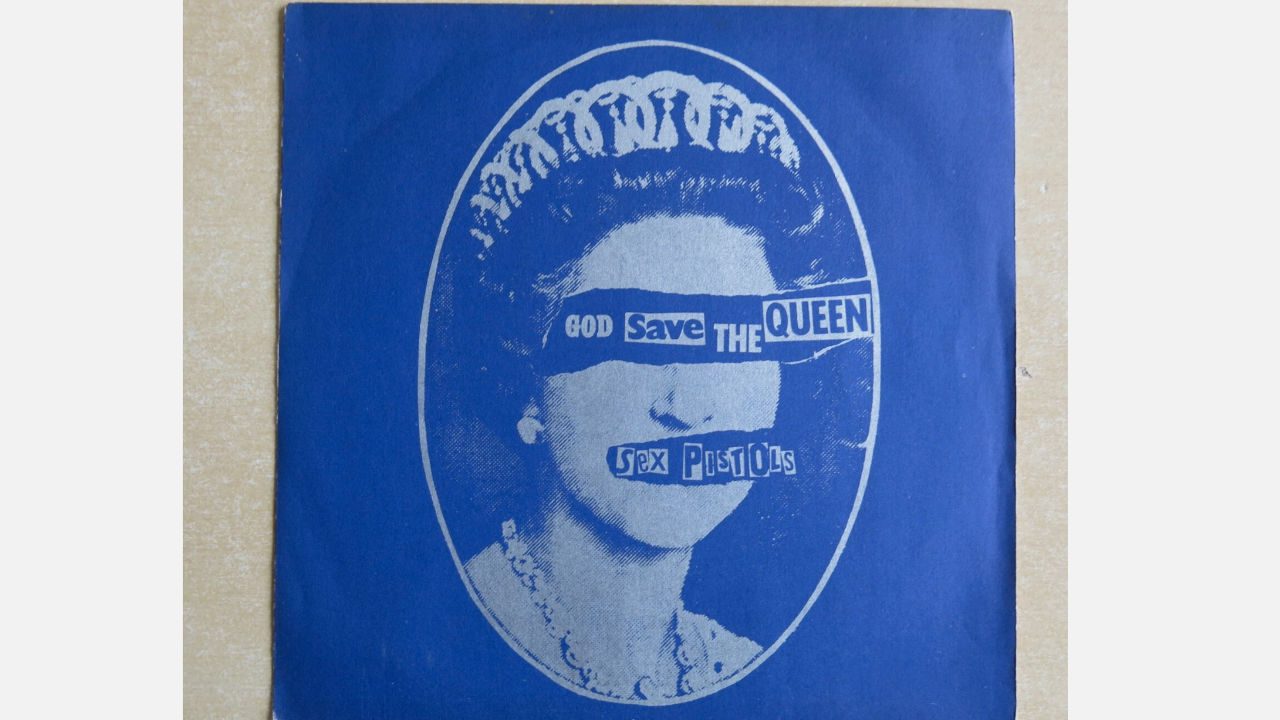 GOD Save THE QUEEN
Sex PiSTOLs